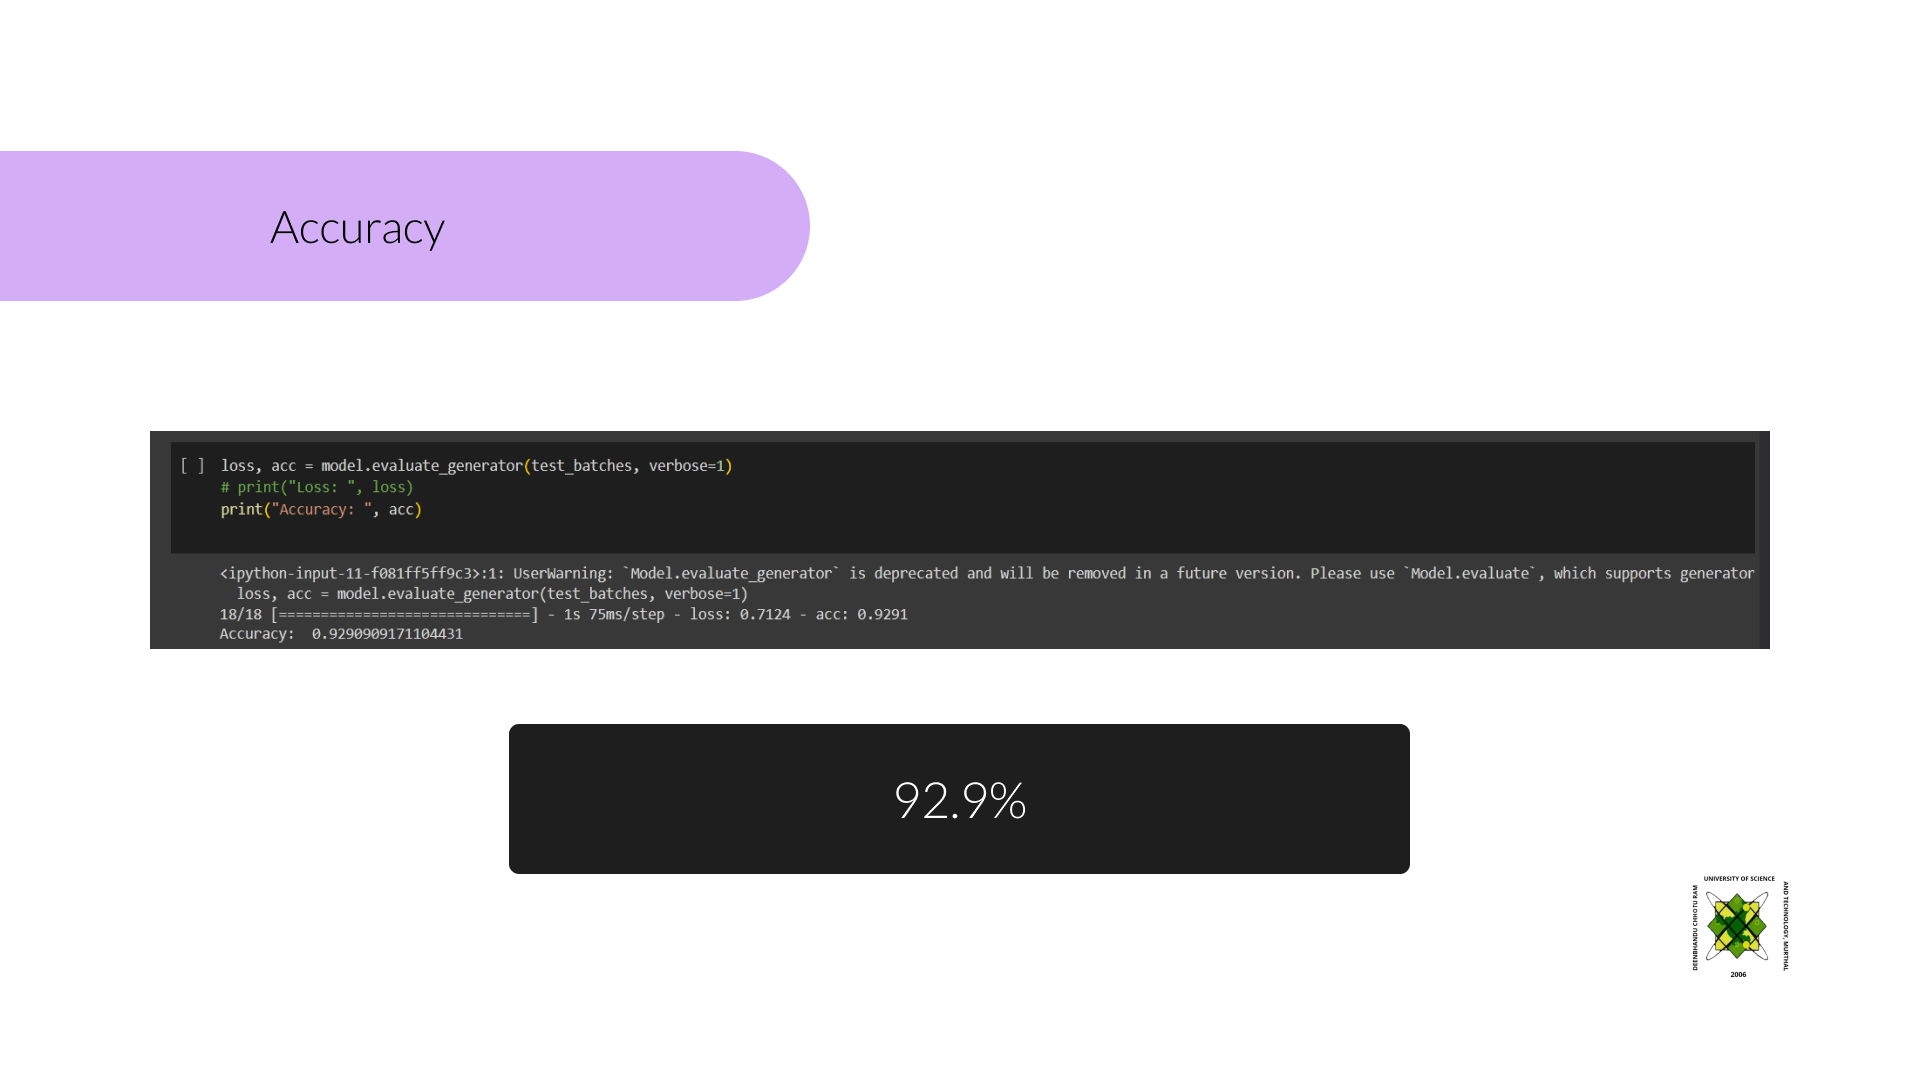 Accuracy
[ ] loss, acc = model.evaluate_generator(test_batches, verbose=1)
# print("Loss: ", loss)
print("Accuracy: ", acc)
<ipython-input-11-f081ff5ff9c3>:1: UserWarning: `Model.evaluate_generator` is deprecated and will be removed in a future version. Please use `Model.evaluate`, which supports generator
loss, acc = model.evaluate_generator(test_batches, verbose=1)
18/18 [==============================] - 1s 75ms/step - loss: 0.7124 - acc: 0.9291
Accuracy:  0.9290909171104431
92.9%
DEENBHANDU CHHOTU RAM
UNIVERSITY OF SCIENCE
AND TECHNOLOGY, MURTHAL
2006